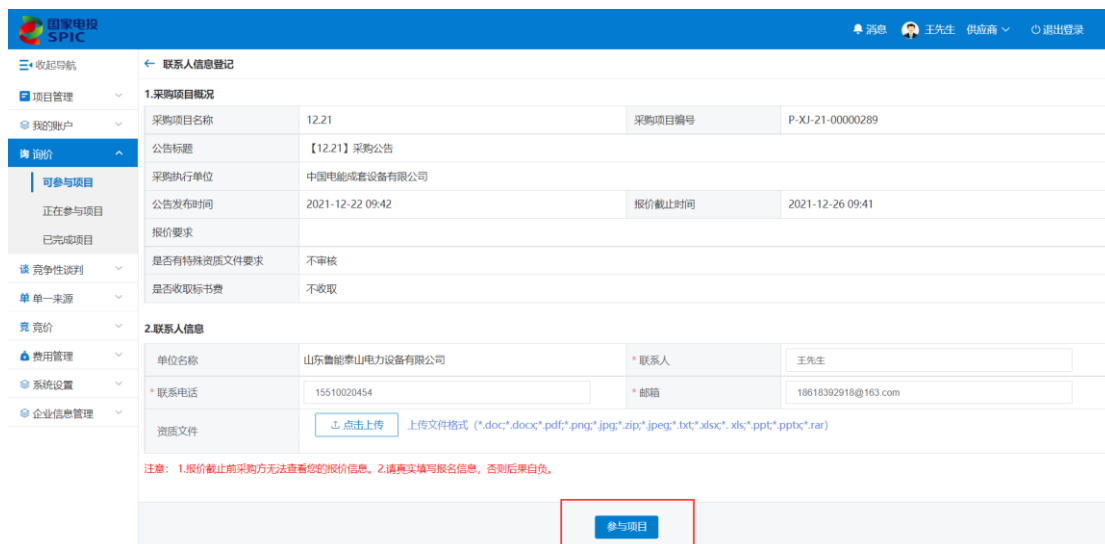 国家电投
SPIC
消息 王先生 供应商 退出登录
收起导航
← 联系人信息登记
项目管理
1.采购项目概况
我的账户
采购项目名称 12.21 采购项目编号 P-XJ-21-00000289
询 询价
公告标题 【12.21】采购公告
可参与项目
采购执行单位 中国电能成套设备有限公司
正在参与项目
公告发布时间 2021-12-22 09:42 报价截止时间 2021-12-26 09:41
已完成项目
报价要求
谈 竞争性谈判
是否有特殊资质文件要求 不审核
单 单一来源
是否收取标书费 不收取
竞 竞价
2.联系人信息
费用管理
单位名称 山东鲁能泰山电力设备有限公司 * 联系人 王先生
系统设置
* 联系电话 15510020454 * 邮箱 18618392918@163.com
企业信息管理
资质文件 点击上传 上传文件格式 (*.doc;*.docx;*.pdf;*.png;*.jpg;*.zip;*.jpeg;*.txt;*.xlsx;*. xls;*.ppt;*.pptx;*.rar)
注意： 1.报价截止前采购方无法查看您的报价信息。2.请真实填写报名信息，否则后果自负。
参与项目